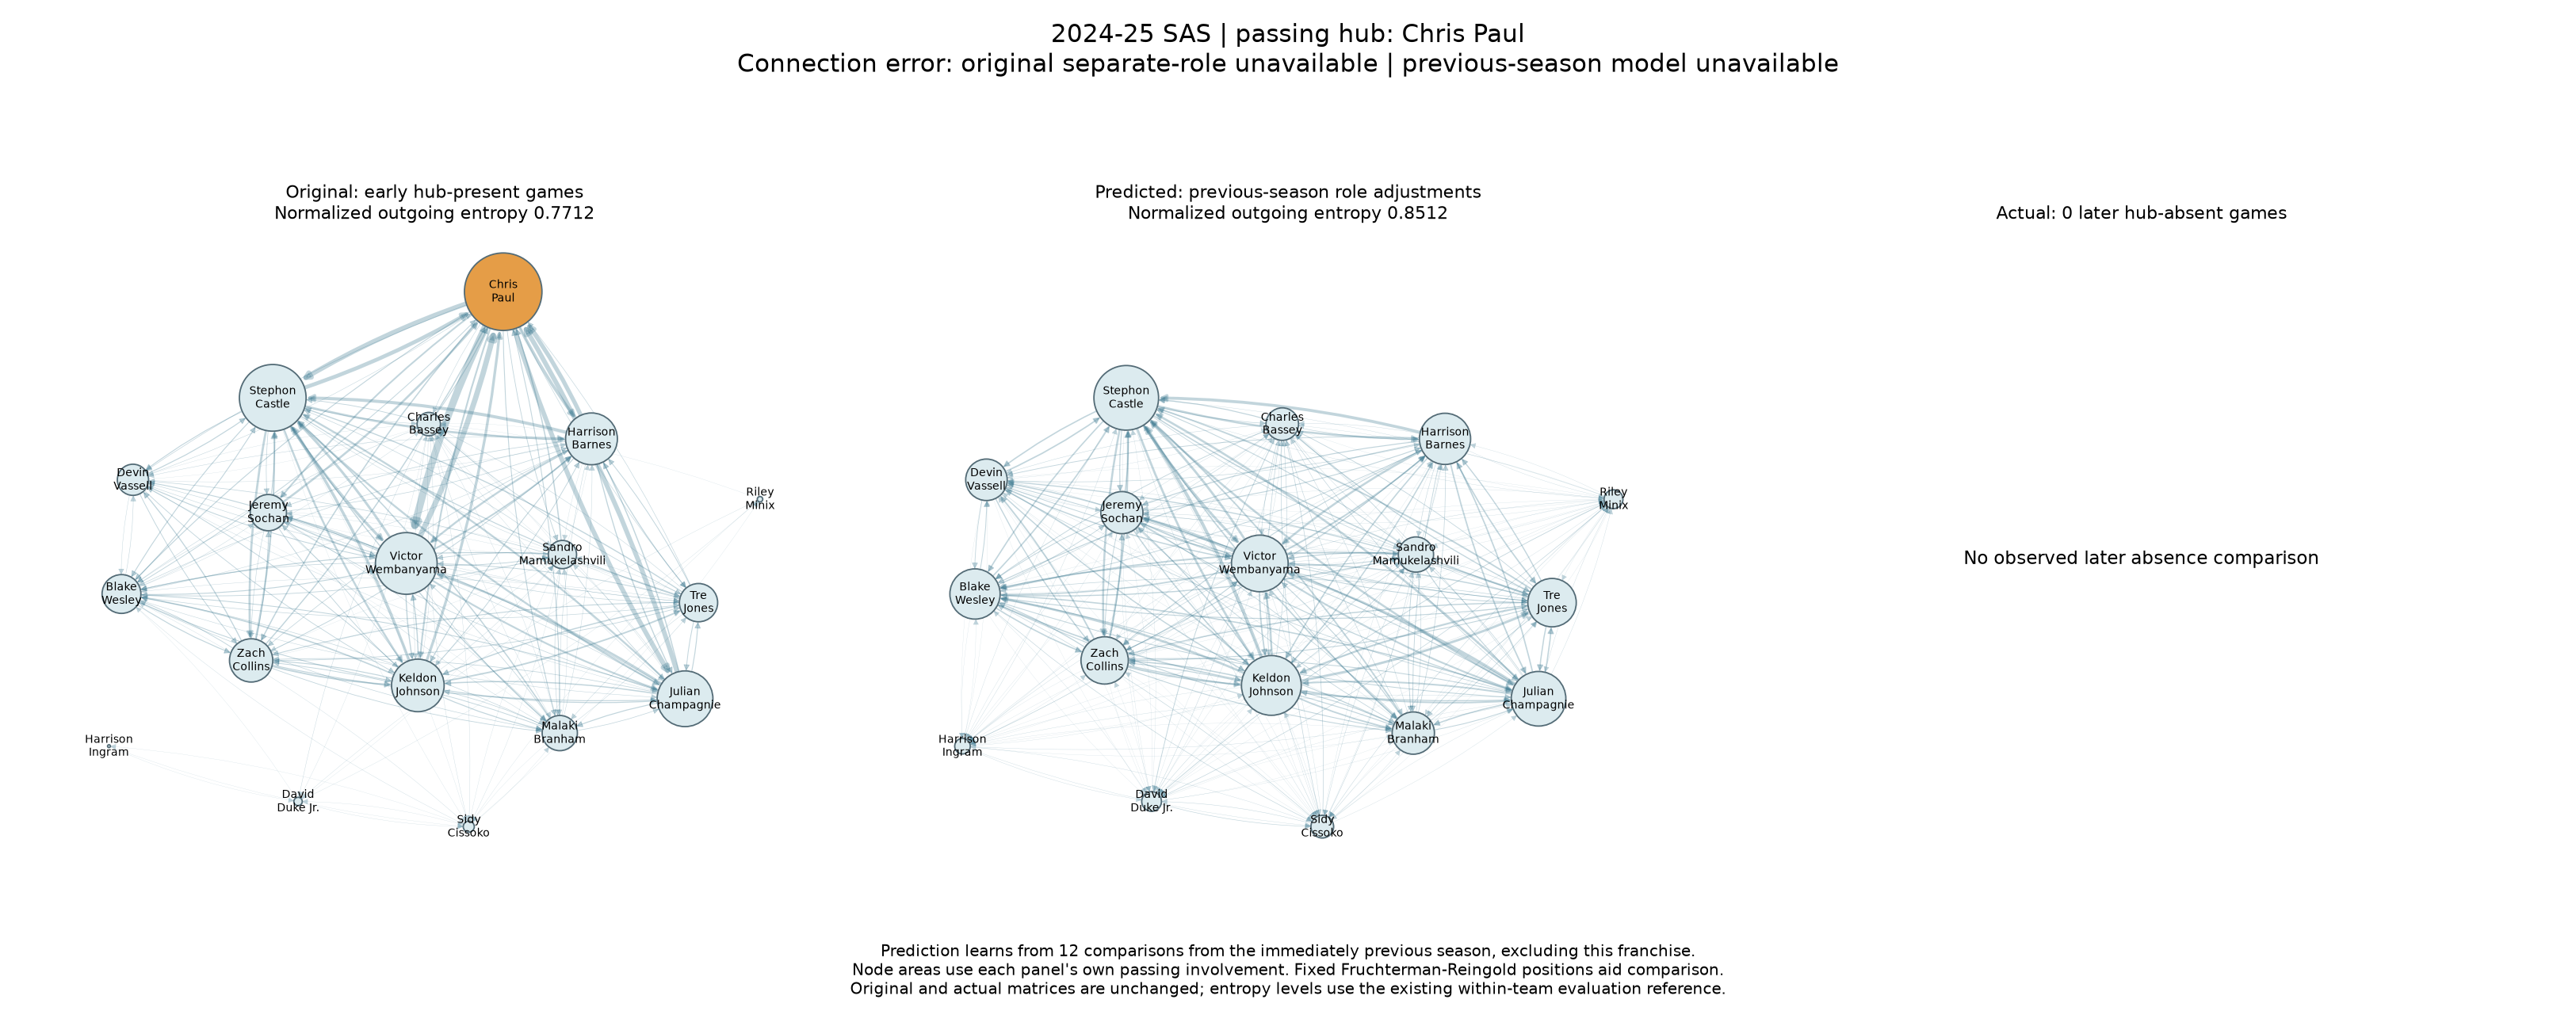 2024-25 SAS | passing hub: Chris Paul
Connection error: original separate-role unavailable | previous-season model unavailable
Original: early hub-present games
Normalized outgoing entropy 0.7712
Chris
Paul
Stephon
Castle
Charles
Bassey
Harrison
Barnes
Devin
Vassell
Jeremy
Sochan
Riley
Minix
Victor
Wembanyama
Sandro
Mamukelashvili
Blake
Wesley
Tre
Jones
Zach
Collins
Keldon
Johnson
Julian
Champagnie
Malaki
Branham
Harrison
Ingram
David
Duke Jr.
Sidy
Cissoko
Predicted: previous-season role adjustments
Normalized outgoing entropy 0.8512
Stephon
Castle
Charles
Bassey
Harrison
Barnes
Devin
Vassell
Jeremy
Sochan
Riley
Minix
Victor
Wembanyama
Sandro
Mamukelashvili
Blake
Wesley
Tre
Jones
Zach
Collins
Keldon
Johnson
Julian
Champagnie
Malaki
Branham
Harrison
Ingram
David
Duke Jr.
Sidy
Cissoko
Actual: 0 later hub-absent games
No observed later absence comparison
Prediction learns from 12 comparisons from the immediately previous season, excluding this franchise.
Node areas use each panel's own passing involvement. Fixed Fruchterman-Reingold positions aid comparison.
Original and actual matrices are unchanged; entropy levels use the existing within-team evaluation reference.